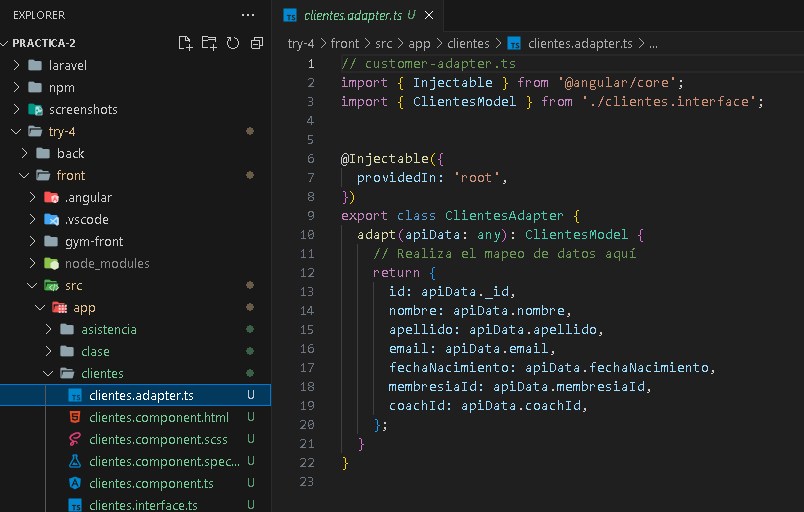 EXPLORER
PRACTICA-2
laravel
npm
screenshots
try-4
back
front
.angular
.vscode
gym-front
node_modules
src
app
asistencia
clase
clientes
clientes.adapter.ts U
clientes.component.html U
clientes.component.scss U
clientes.component.spec... U
clientes.component.ts U
clientes.interface.ts U
clientes.adapter.ts U
try-4 > front > src > app > clientes > clientes.adapter.ts > ...
1 // customer-adapter.ts
2 import { Injectable } from '@angular/core';
3 import { ClientesModel } from './clientes.interface';
4
5
6 @Injectable({
7 providedIn: 'root',
8 })
9 export class ClientesAdapter {
10 adapt(apiData: any): ClientesModel {
11 // Realiza el mapeo de datos aquí
12 return {
13 id: apiData._id,
14 nombre: apiData.nombre,
15 apellido: apiData.apellido,
16 email: apiData.email,
17 fechaNacimiento: apiData.fechaNacimiento,
18 membresiaId: apiData.membresiaId,
19 coachId: apiData.coachId,
20 };
21 }
22 }
23